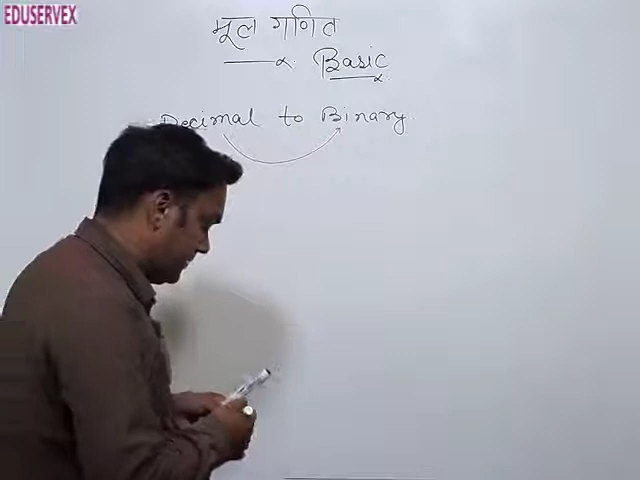 EDUSERVEX
मूल गणित
Basic
Decimal to Binary